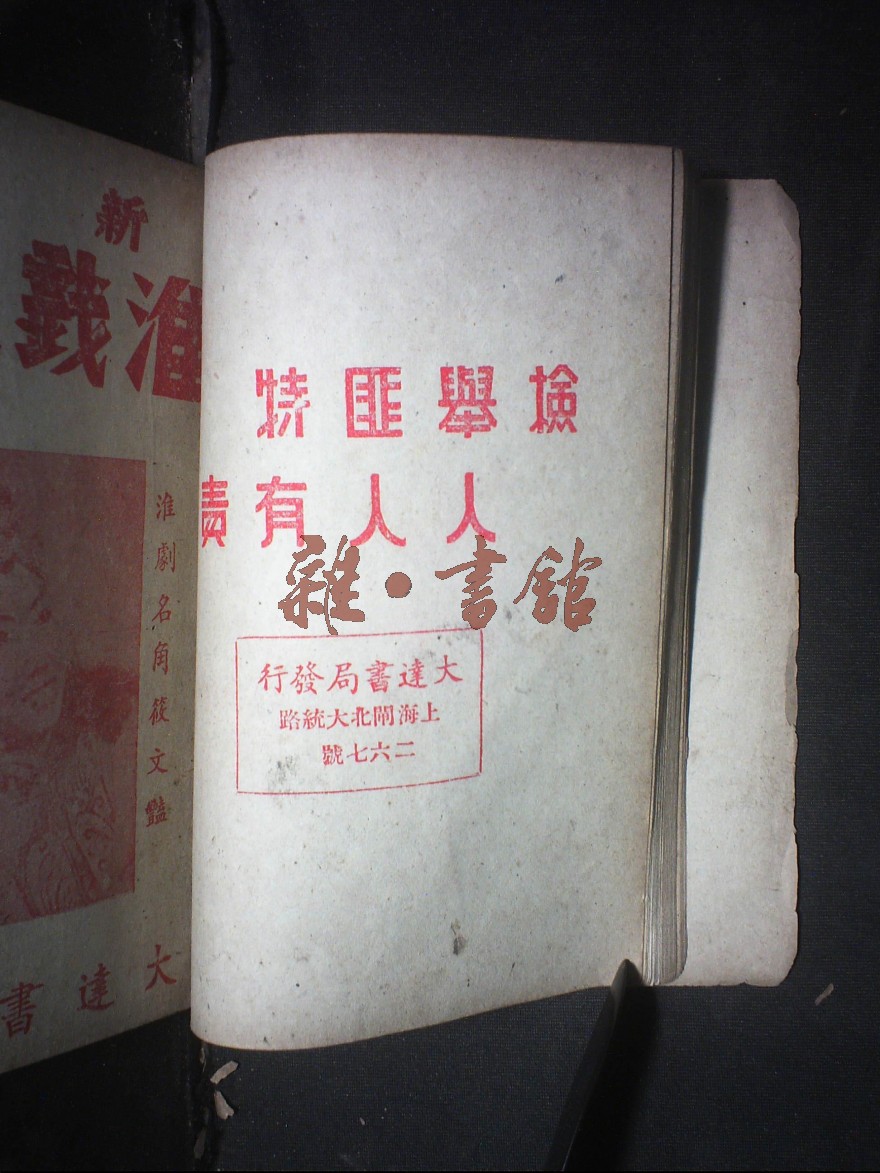 新
淮戲
淮劇名角筱文艷
大達書
檢舉匪特
人人有責
雜·書館
大達書局發行
上海閘北大統路
二六七號